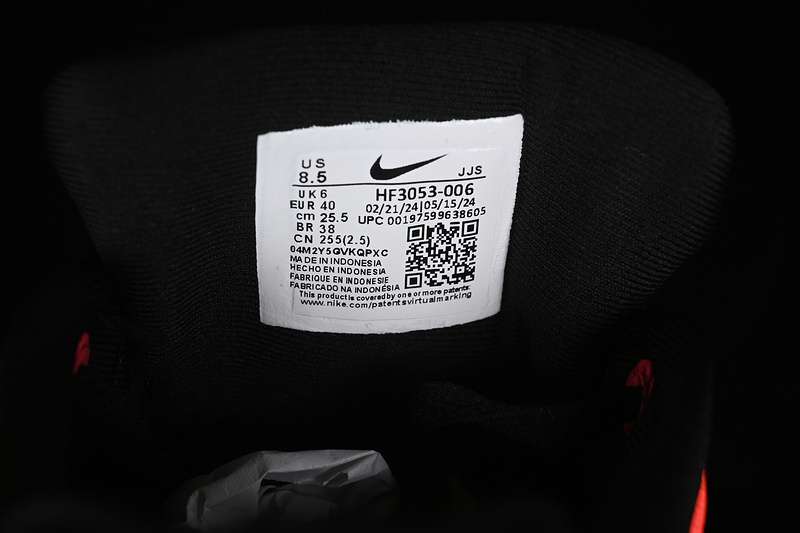 US
8.5
JJS
UK 6
EUR 40
cm 25.5
BR 38
CN 255(2.5)
HF3053-006
02/21/24|05/15/24
UPC 00197599638605
04M2Y5QVKQPXC
MADE IN INDONESIA
HECHO EN INDONESIA
FABRIQUE EN INDONESIE
FABRICADO NA INDONÉSIA
This product is covered by one or more patents:
www.nike.com/patentsvirtualmarking